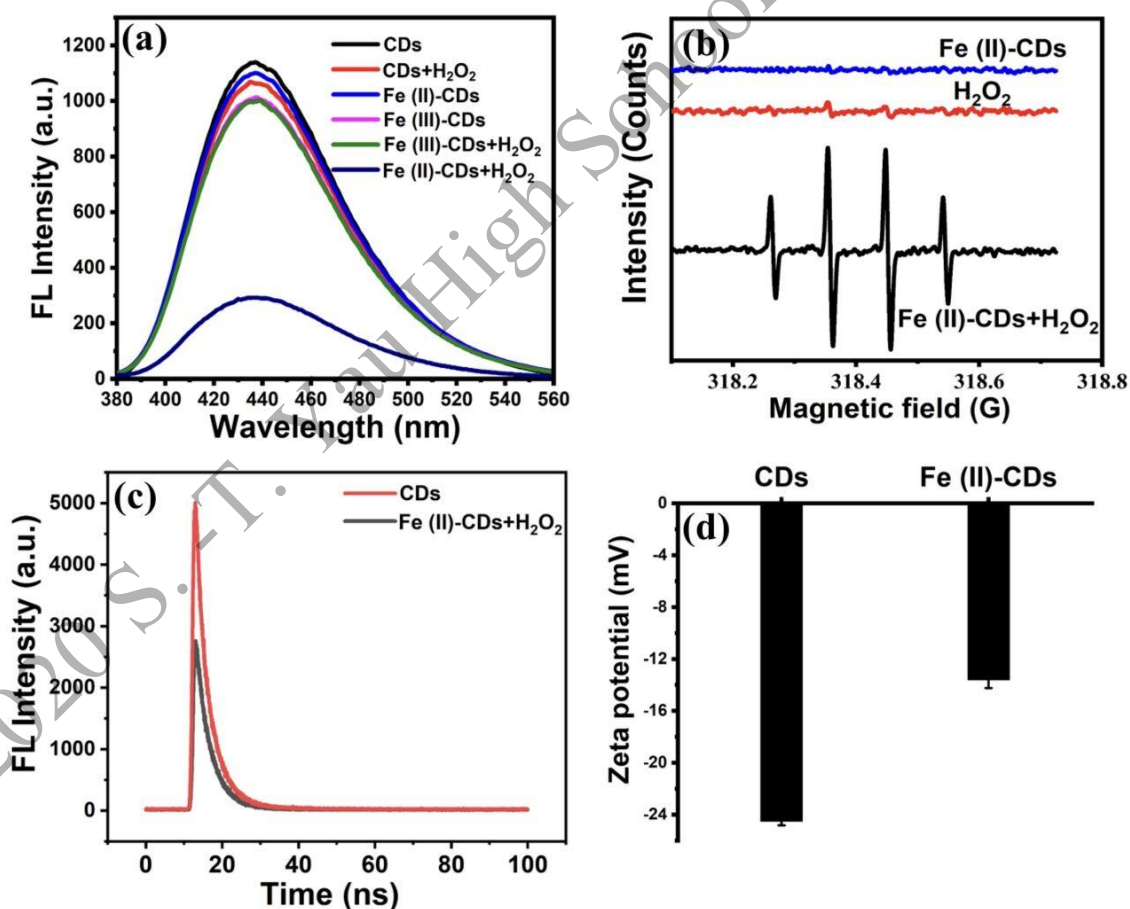 (a)
CDs
CDs+H₂O₂
Fe (II)-CDs
Fe (III)-CDs
Fe (III)-CDs+H₂O₂
Fe (II)-CDs+H₂O₂
FL Intensity (a.u.)
1200
1000
800
600
400
200
0
380 400 420 440 460 480 500 520 540 560
Wavelength (nm)
(b)
Fe (II)-CDs
H₂O₂
Fe (II)-CDs+H₂O₂
Intensity (Counts)
318.2 318.4 318.6 318.8
Magnetic field (G)
(c)
CDs
Fe (II)-CDs+H₂O₂
FL Intensity (a.u.)
5000
4000
3000
2000
1000
0
0 20 40 60 80 100
Time (ns)
CDs Fe (II)-CDs
(d)
Zeta potential (mV)
0
-4
-8
-12
-16
-20
-24
2020 S.-T. Yau High School